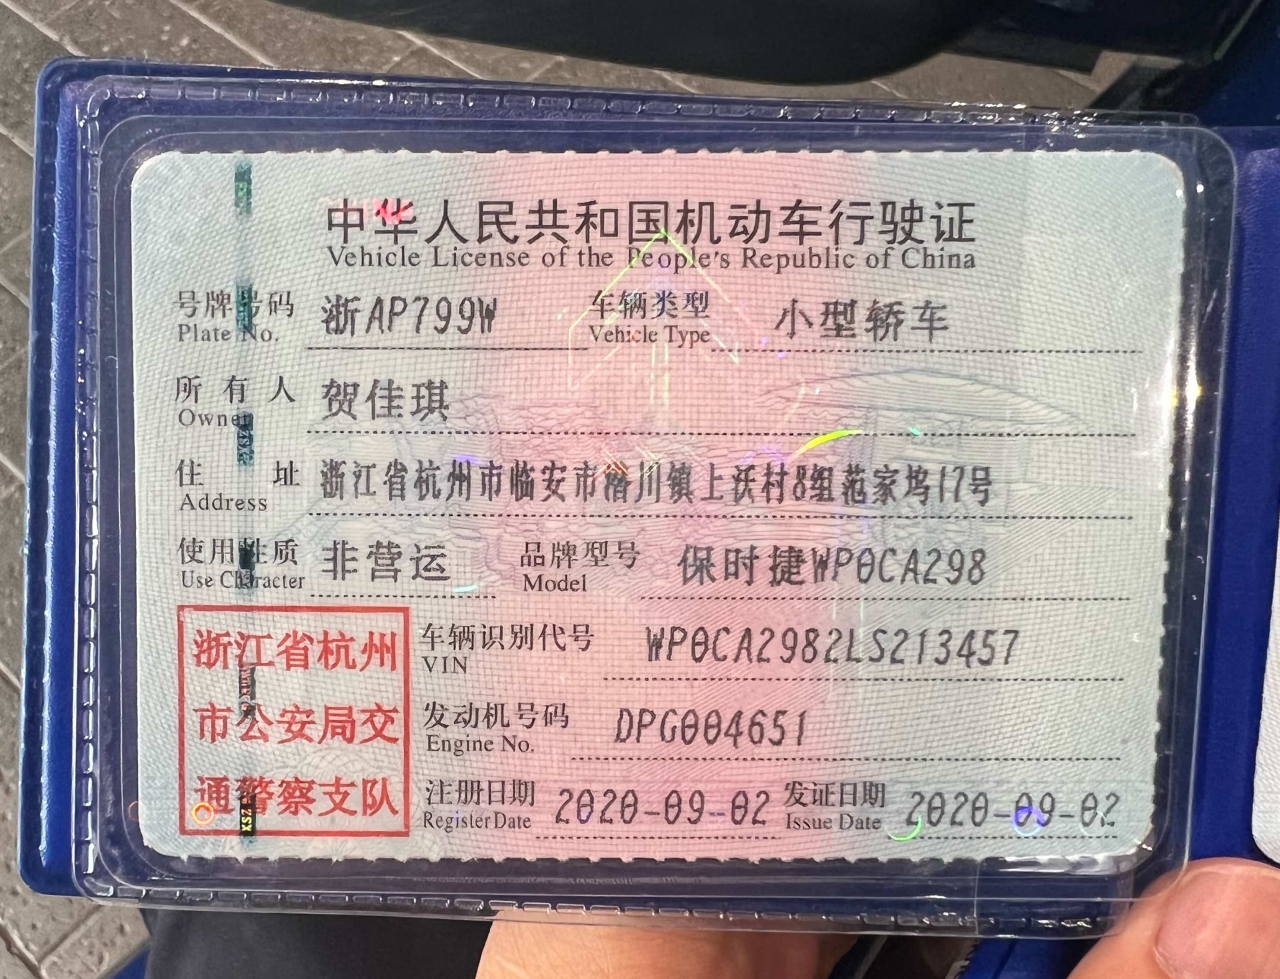 中华人民共和国机动车行驶证
Vehicle License of the People's Republic of China
号牌号码 浙AP799W 车辆类型 小型轿车
Plate No. Vehicle Type
所有人 贺佳琪
Owner
住址 浙江省杭州市临安市潜川镇上沃村8组范家坞17号
Address
使用性质 非营运 品牌型号 保时捷WP0CA298
Use Character Model
浙江省杭州
市公安局交
通警察支队
车辆识别代号 WP0CA2982LS213457
VIN
发动机号码 DPG004651
Engine No.
注册日期 2020-09-02 发证日期 2020-09-02
Register Date Issue Date